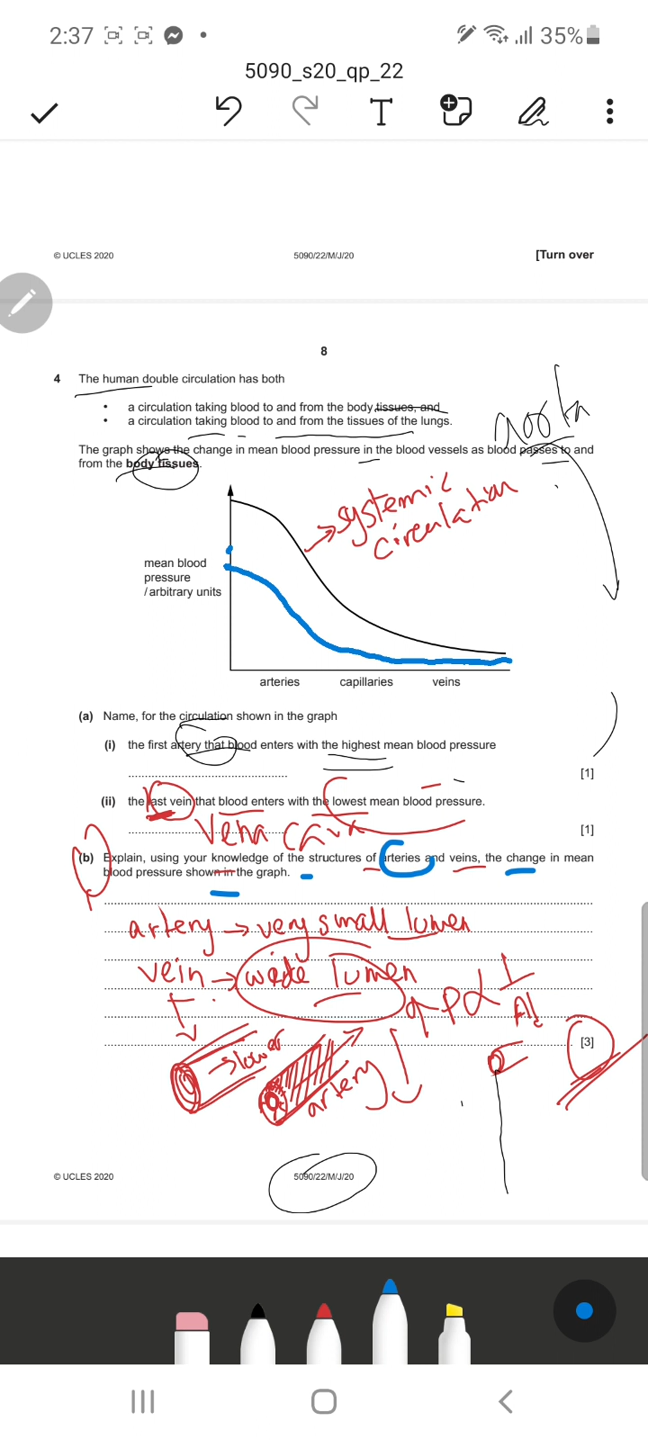 2:37 35%
5090_s20_qp_22
T
© UCLES 2020 5090/22/M/J/20 [Turn over
8
4 The human double circulation has both
• a circulation taking blood to and from the body tissues, and
• a circulation taking blood to and from the tissues of the lungs.
The graph shows the change in mean blood pressure in the blood vessels as blood passes to and
from the body tissues.
systemic
circulation
mean blood
pressure
/ arbitrary units
arteries capillaries veins
(a) Name, for the circulation shown in the graph
(i) the first artery that blood enters with the highest mean blood pressure
[1]
(ii) the last vein that blood enters with the lowest mean blood pressure.
Vena cava
[1]
(b) Explain, using your knowledge of the structures of arteries and veins, the change in mean
blood pressure shown in the graph.
artery → very small lumen
vein → wide lumen
[3]
slower
artery
© UCLES 2020 5090/22/M/J/20